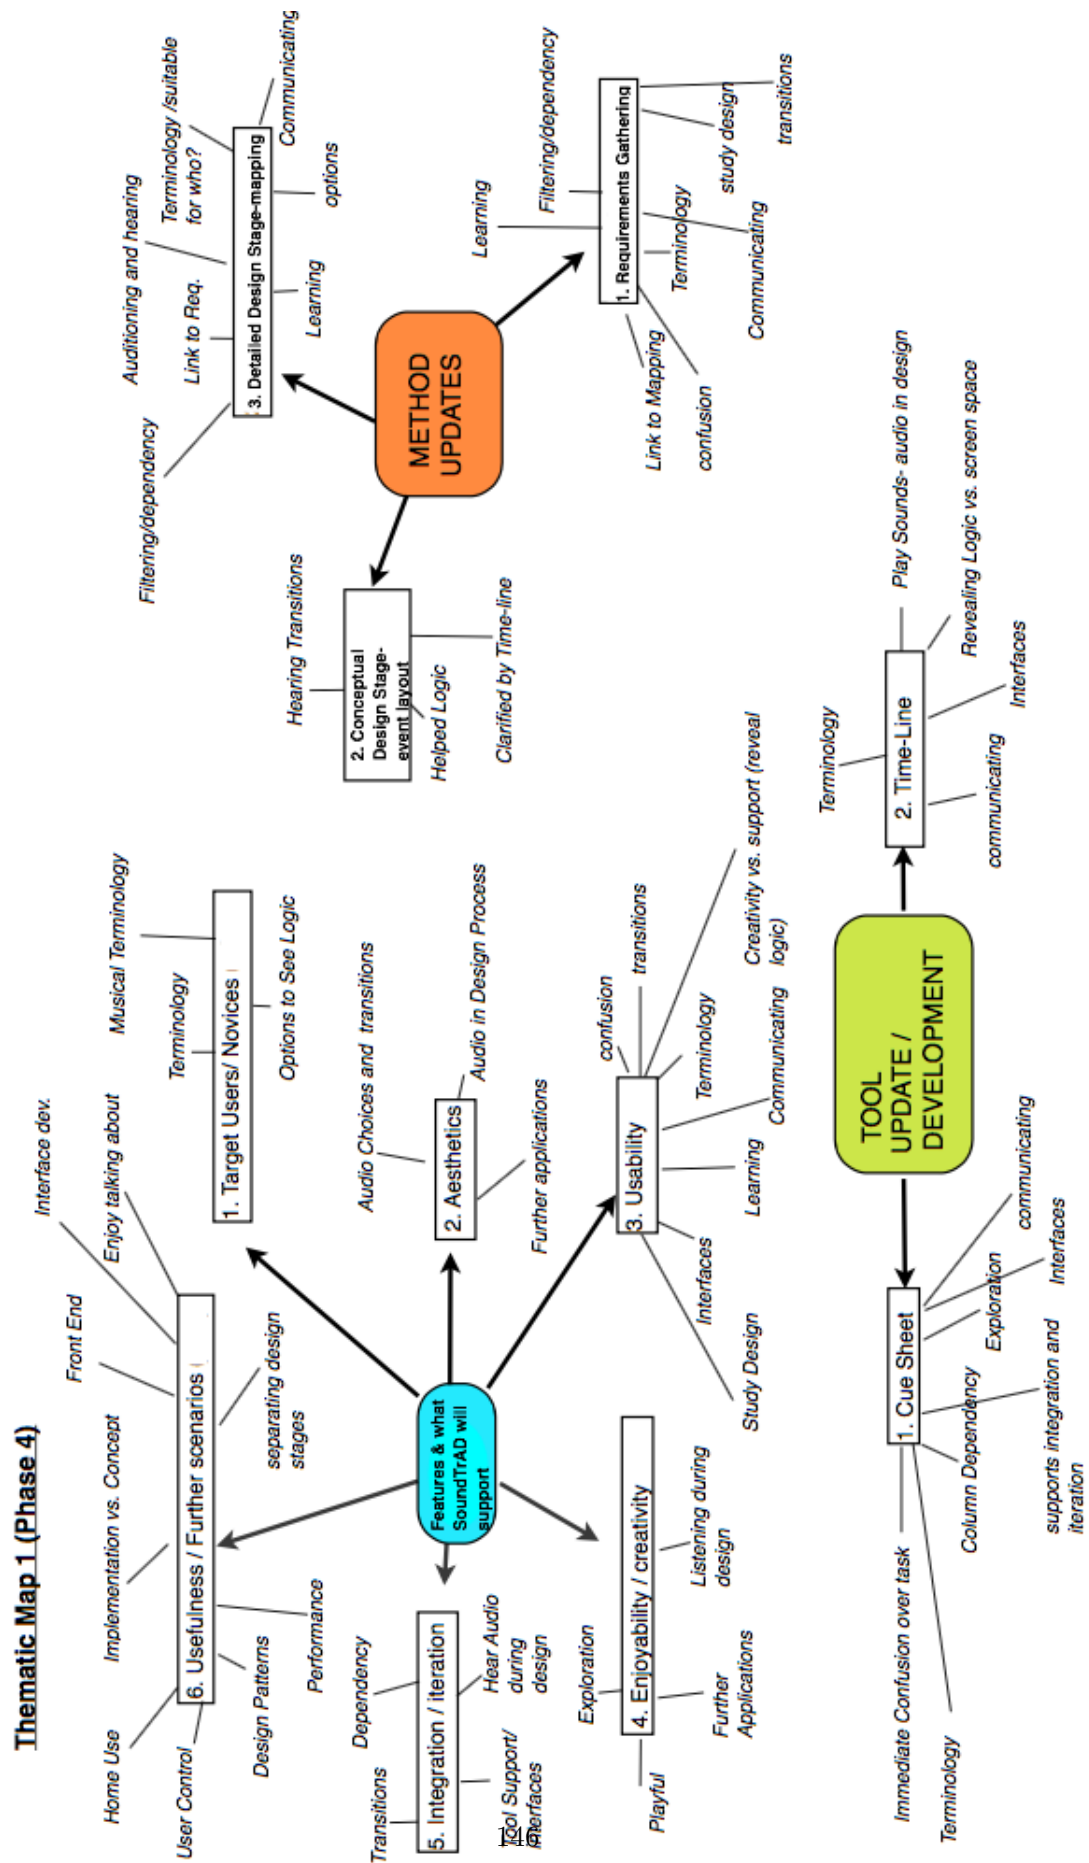 Thematic Map 1 (Phase 4)
Home Use
Implementation vs. Concept
Front End
Interface dev.
Enjoy talking about
User Control
6. Usefulness / Further scenarios
Design Patterns
Performance
separating design
stages
Musical Terminology
Terminology
1. Target Users/ Novices
Options to See Logic
Transitions
Dependency
5. Integration / iteration
Tool Support/
Interfaces
Hear Audio
during
design
Features & what
SoundTrAD will
support
Audio Choices and transitions
2. Aesthetics
Audio in Design Process
Further applications
Exploration
4. Enjoyability / creativity
Playful
Further
Applications
Listening during
design
confusion
transitions
3. Usability
Creativity vs. support (reveal
logic)
Terminology
Communicating
Learning
Interfaces
Study Design
Filtering/dependency
Auditioning and hearing
Link to Req.
Terminology /suitable
for who?
Communicating
3. Detailed Design Stage-mapping
Learning
options
METHOD
UPDATES
Hearing Transitions
2. Conceptual
Design Stage-
event layout
Helped Logic
Clarified by Time-line
Learning
Filtering/dependency
1. Requirements Gathering
Link to Mapping
confusion
Terminology
Communicating
study design
transitions
TOOL
UPDATE /
DEVELOPMENT
Immediate Confusion over task
1. Cue Sheet
Terminology
Column Dependency
Exploration
communicating
Interfaces
supports integration and
iteration
Terminology
2. Time-Line
Play Sounds- audio in design
Revealing Logic vs. screen space
Interfaces
communicating
146